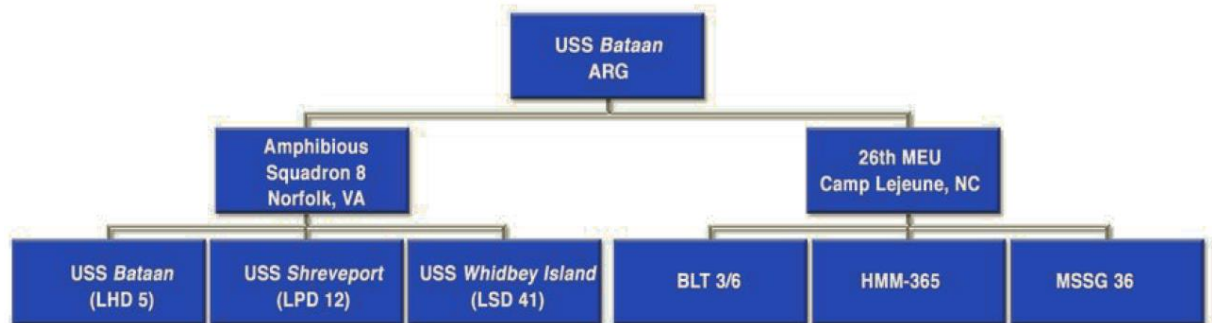 USS Bataan
ARG
Amphibious
Squadron 8
Norfolk, VA
26th MEU
Camp Lejeune, NC
USS Bataan
(LHD 5)
USS Shreveport
(LPD 12)
USS Whidbey Island
(LSD 41)
BLT 3/6
HMM-365
MSSG 36